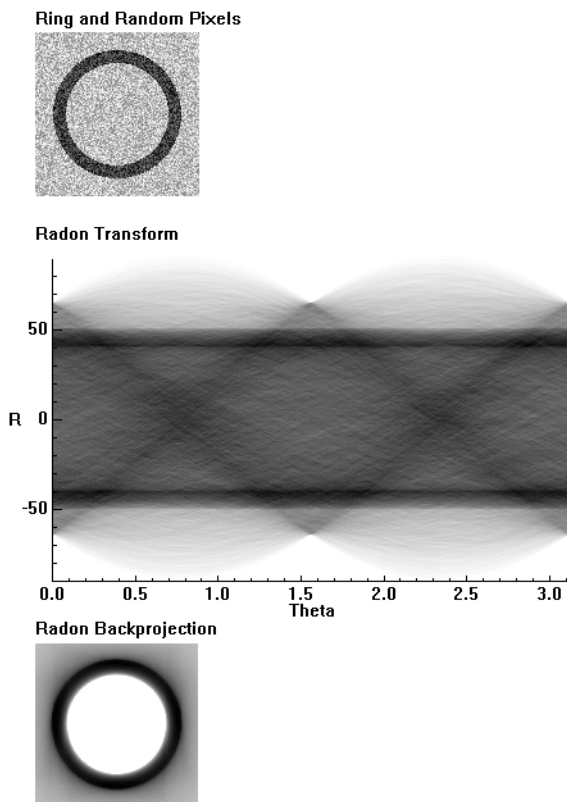 Ring and Random Pixels
Radon Transform
50
R 0
-50
0.0 0.5 1.0 1.5 2.0 2.5 3.0
Theta
Radon Backprojection